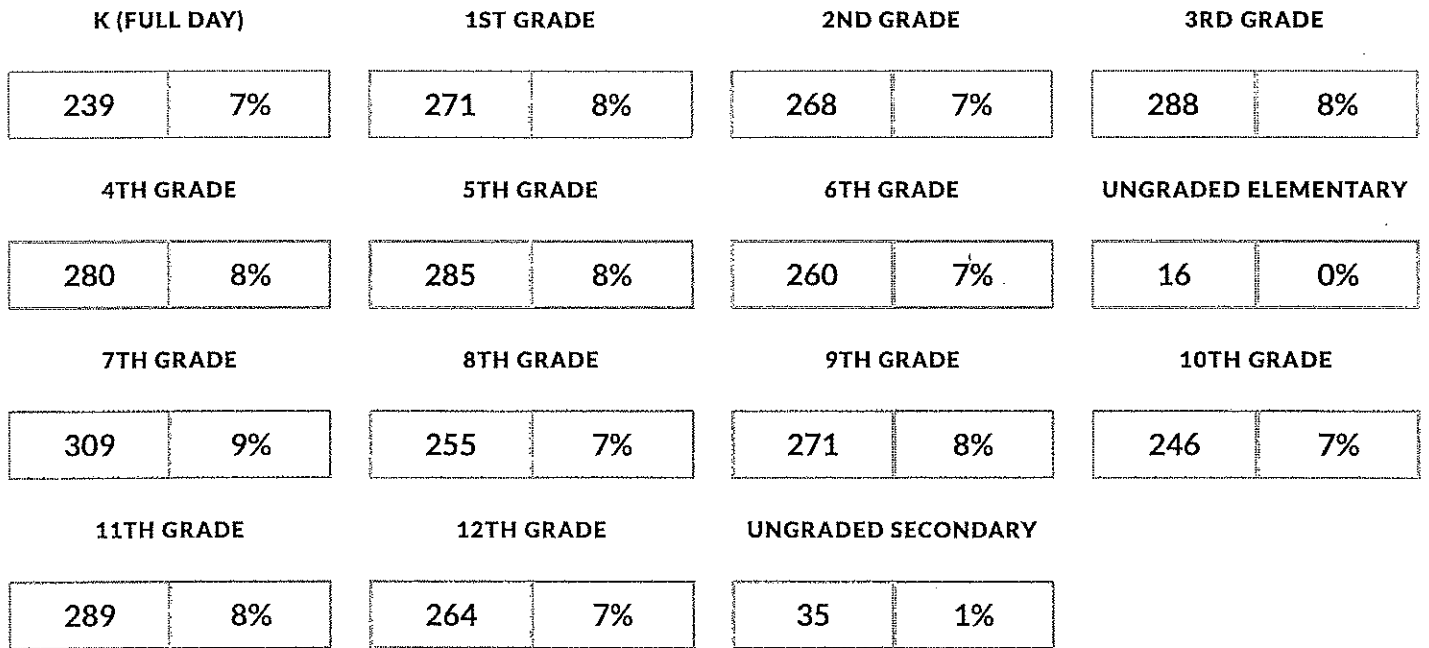 K (FULL DAY) 1ST GRADE 2ND GRADE 3RD GRADE
239 7% 271 8% 268 7% 288 8%
4TH GRADE 5TH GRADE 6TH GRADE UNGRADED ELEMENTARY
280 8% 285 8% 260 7% 16 0%
7TH GRADE 8TH GRADE 9TH GRADE 10TH GRADE
309 9% 255 7% 271 8% 246 7%
11TH GRADE 12TH GRADE UNGRADED SECONDARY
289 8% 264 7% 35 1%